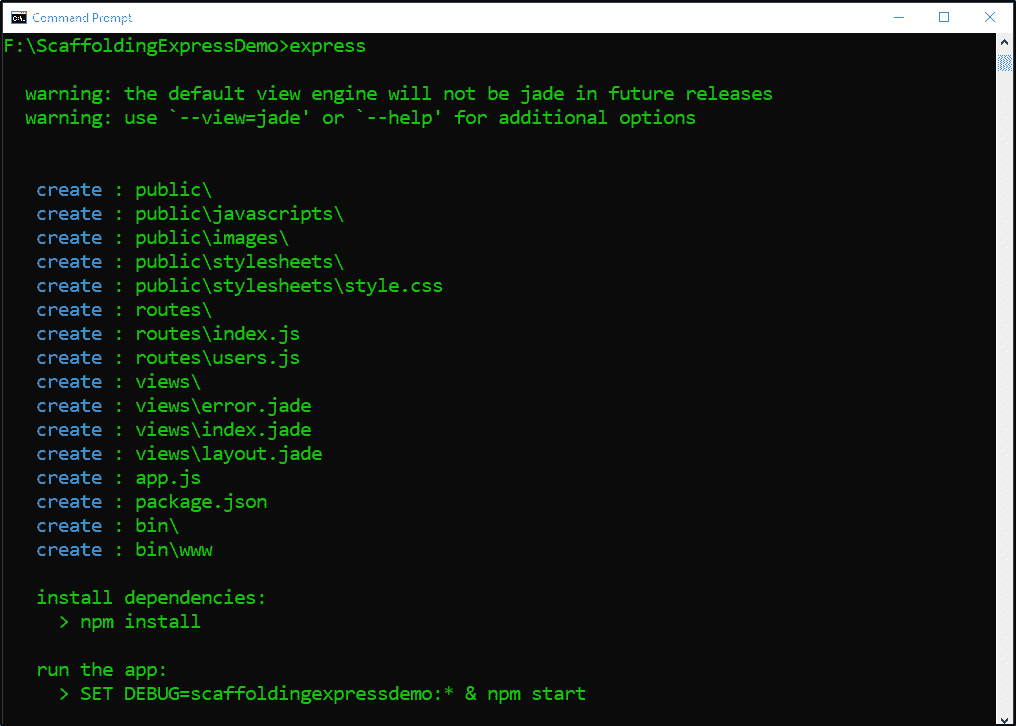 Command Prompt
F:\ScaffoldingExpressDemo>express
warning: the default view engine will not be jade in future releases
warning: use `--view=jade' or `--help' for additional options
create : public\
create : public\javascripts\
create : public\images\
create : public\stylesheets\
create : public\stylesheets\style.css
create : routes\
create : routes\index.js
create : routes\users.js
create : views\
create : views\error.jade
create : views\index.jade
create : views\layout.jade
create : app.js
create : package.json
create : bin\
create : bin\www
install dependencies:
> npm install
run the app:
> SET DEBUG=scaffoldingexpressdemo:* & npm start